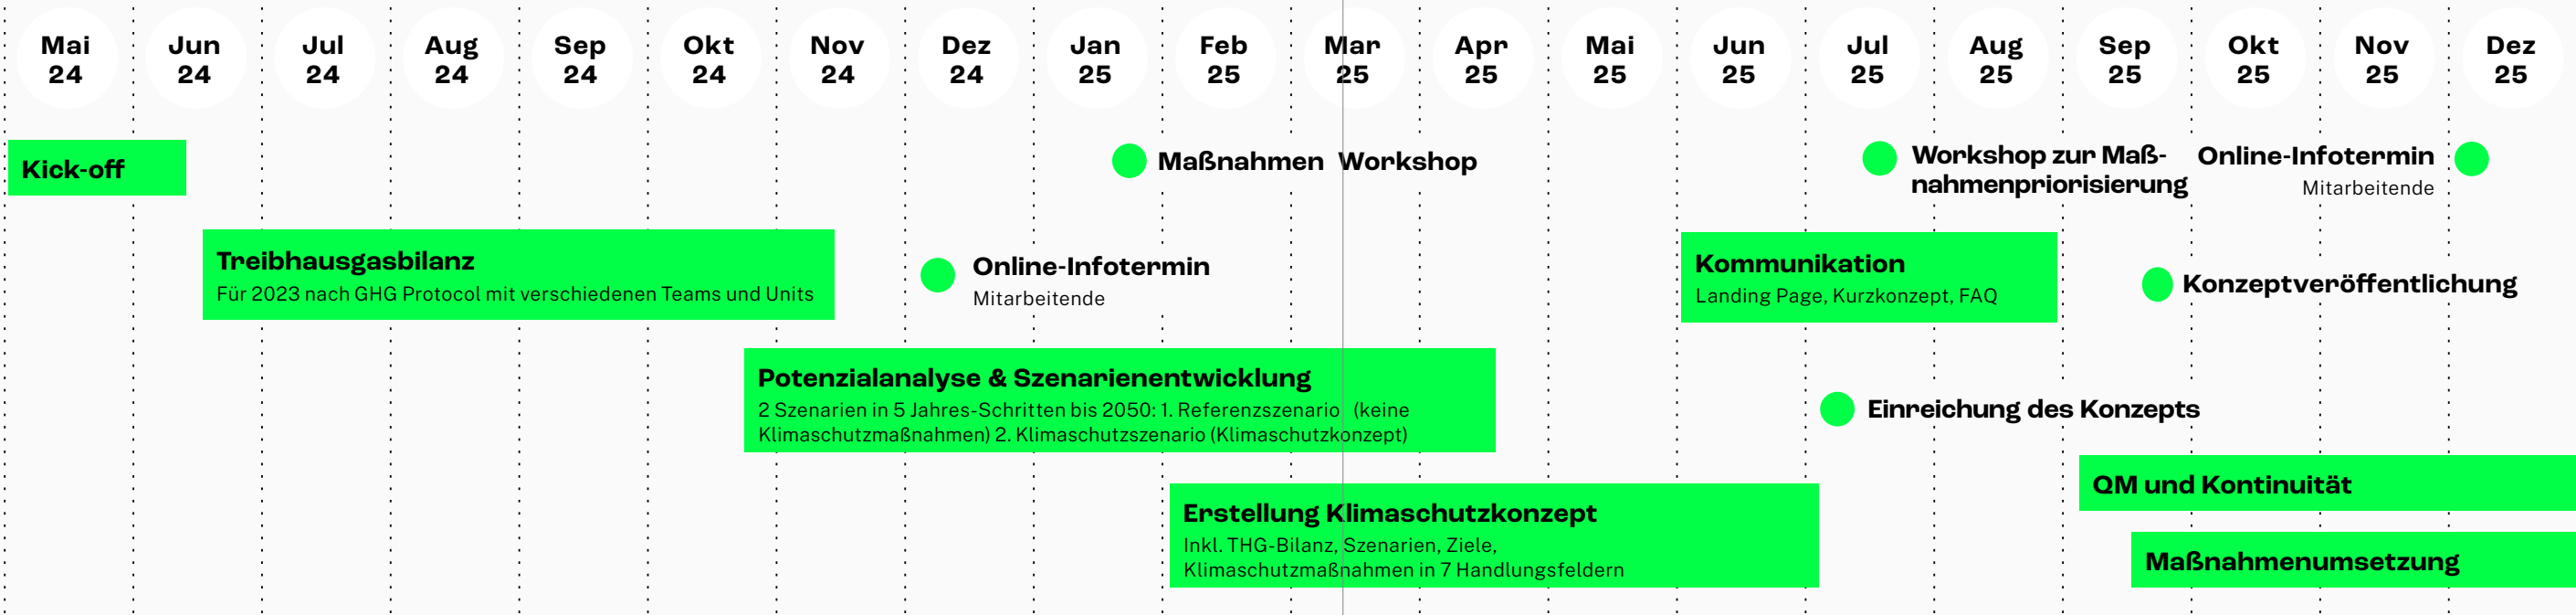 Mai
24
Jun
24
Jul
24
Aug
24
Sep
24
Okt
24
Nov
24
Dez
24
Jan
25
Feb
25
Mar
25
Apr
25
Mai
25
Jun
25
Jul
25
Aug
25
Sep
25
Okt
25
Nov
25
Dez
25
Kick-off
Maßnahmen Workshop
Workshop zur Maß-
nahmenpriorisierung
Online-Infotermin
Mitarbeitende
Treibhausgasbilanz
Für 2023 nach GHG Protocol mit verschiedenen Teams und Units
Online-Infotermin
Mitarbeitende
Kommunikation
Landing Page, Kurzkonzept, FAQ
Konzeptveröffentlichung
Potenzialanalyse & Szenarienentwicklung
2 Szenarien in 5 Jahres-Schritten bis 2050: 1. Referenzszenario (keine
Klimaschutzmaßnahmen) 2. Klimaschutzszenario (Klimaschutzkonzept)
Einreichung des Konzepts
QM und Kontinuität
Erstellung Klimaschutzkonzept
Inkl. THG-Bilanz, Szenarien, Ziele,
Klimaschutzmaßnahmen in 7 Handlungsfeldern
Maßnahmenumsetzung